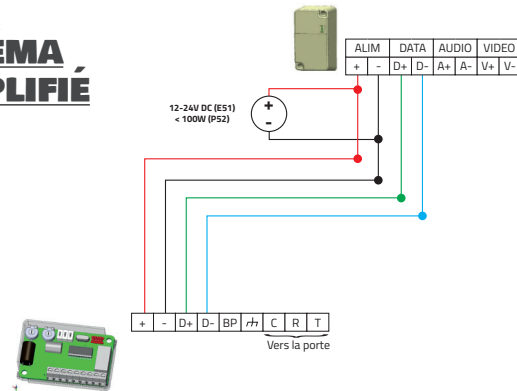 EMA
PLIFIÉ
ALIM DATA AUDIO VIDEO
+ - D+ D- A+ A- V+ V-
12-24V DC (E51)
< 100W (P52)
+
-
+ - D+ D- BP C R T
Vers la porte